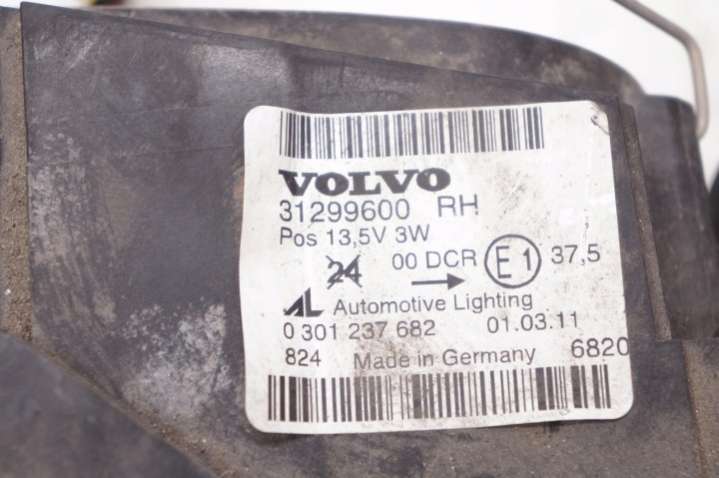 VOLVO
31299600 RH
Pos 13,5V 3W
24 00 DCR E1 37,5
AL Automotive Lighting
0 301 237 682 01.03.11
824 Made in Germany 6820